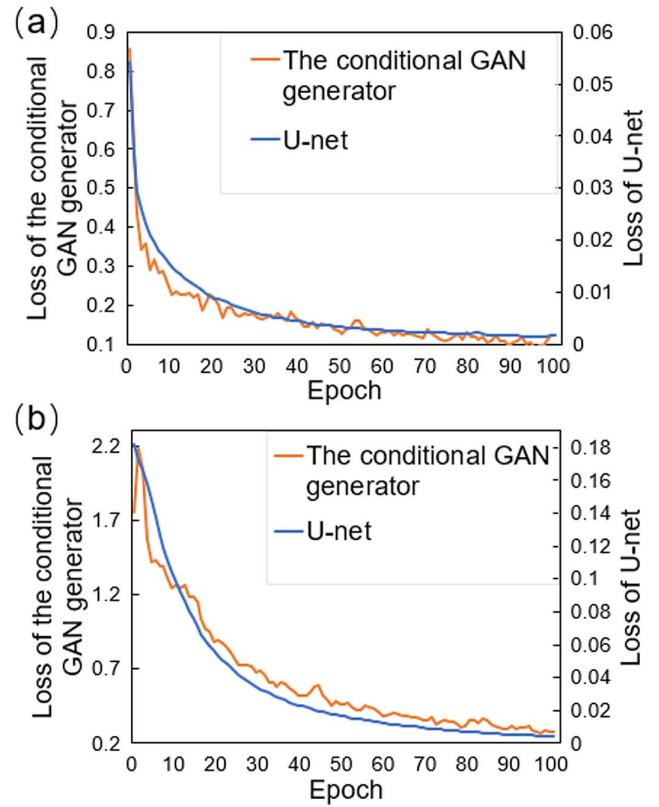 (a)
Loss of the conditional
GAN generator
0.9
0.8
0.7
0.6
0.5
0.4
0.3
0.2
0.1
The conditional GAN
generator
U-net
0.06
0.05
0.04
0.03
0.02
0.01
0
Loss of U-net
0 10 20 30 40 50 60 70 80 90 100
Epoch
(b)
Loss of the conditional
GAN generator
2.2
1.7
1.2
0.7
0.2
The conditional GAN
generator
U-net
0.18
0.16
0.14
0.12
0.1
0.08
0.06
0.04
0.02
0
Loss of U-net
0 10 20 30 40 50 60 70 80 90 100
Epoch